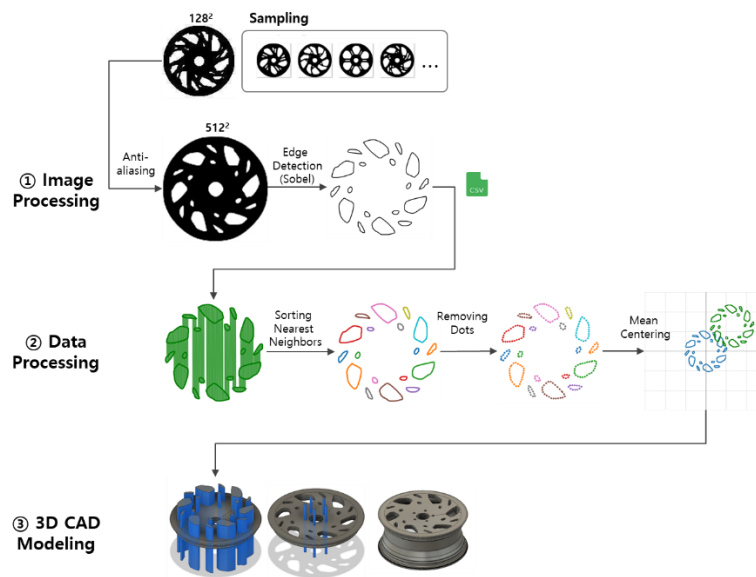 128²
Sampling
...
512²
Anti-
aliasing
Edge
Detection
(Sobel)
① Image
Processing
CSV
② Data
Processing
Sorting
Nearest
Neighbors
Removing
Dots
Mean
Centering
③ 3D CAD
Modeling